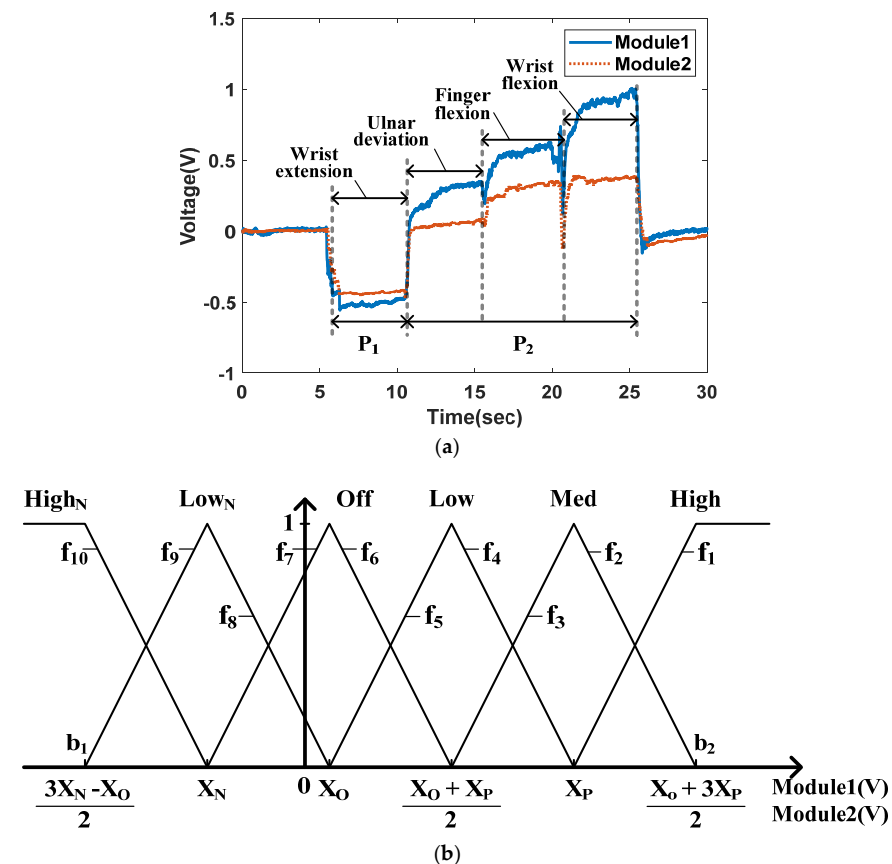 Module1
Module2
Wrist
flexion
Finger
flexion
Ulnar
deviation
Wrist
extension
Voltage(V)
1
0.5
0
-0.5
-1
P1
P2
0 5 10 15 20 25 30
Time(sec)
(a)
HighN LowN Off Low Med High
1
f10 f9 f7 f6 f4 f2 f1
f8 f5 f3
b1 b2
0
3XN - XO
2
XN
XO
XO + XP
2
XP
Xo + 3XP
2
Module1(V)
Module2(V)
(b)